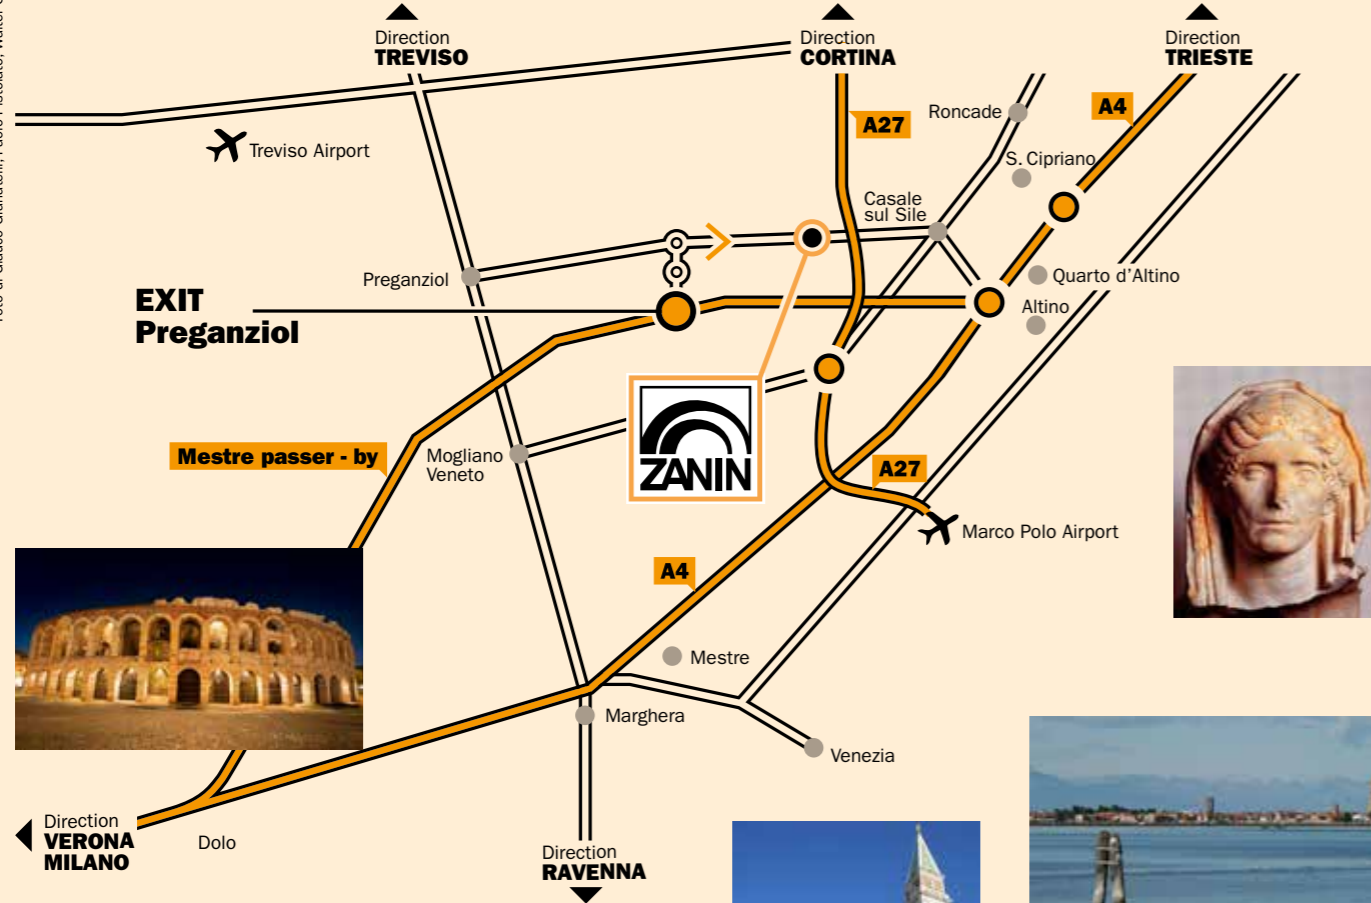 Direction
TREVISO
Direction
CORTINA
Direction
TRIESTE
A27
A4
Roncade
Treviso Airport
S. Cipriano
Casale
sul Sile
Preganziol
Quarto d'Altino
EXIT
Preganziol
Altino
Mestre passer - by
Mogliano
Veneto
ZANIN
A27
Marco Polo Airport
A4
Mestre
Marghera
Venezia
Direction
VERONA
MILANO
Dolo
Direction
RAVENNA